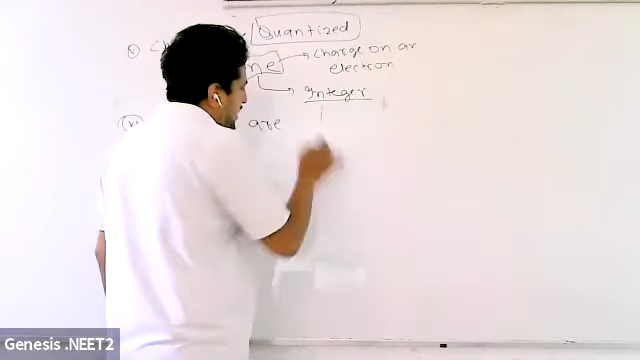 (v) Quantized
ne → Charge on an
electron
→ Integer
are
Genesis .NEET2